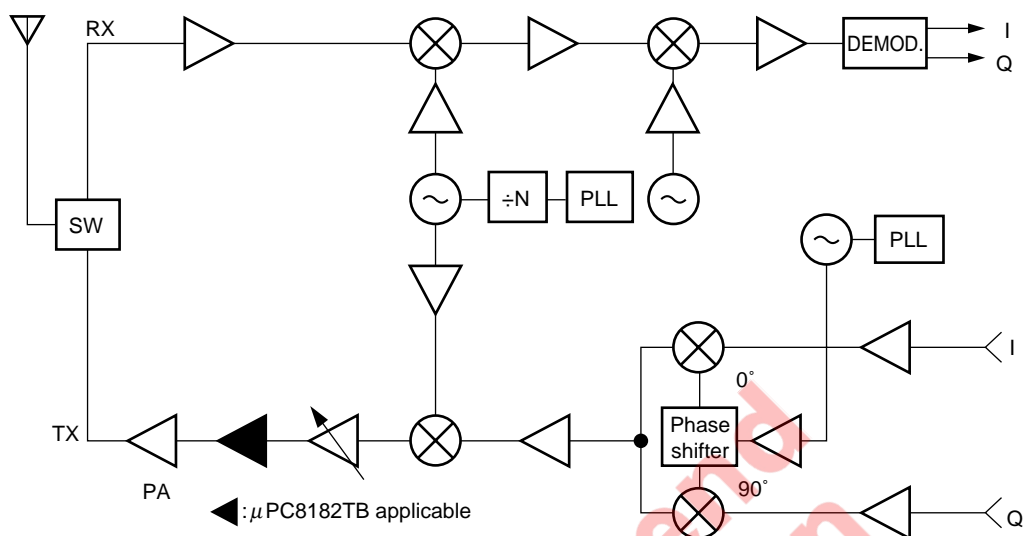 RX
DEMOD.
I
Q
SW
÷N
PLL
PLL
I
0°
TX
Phase
shifter
PA
90°
: μPC8182TB applicable
Q